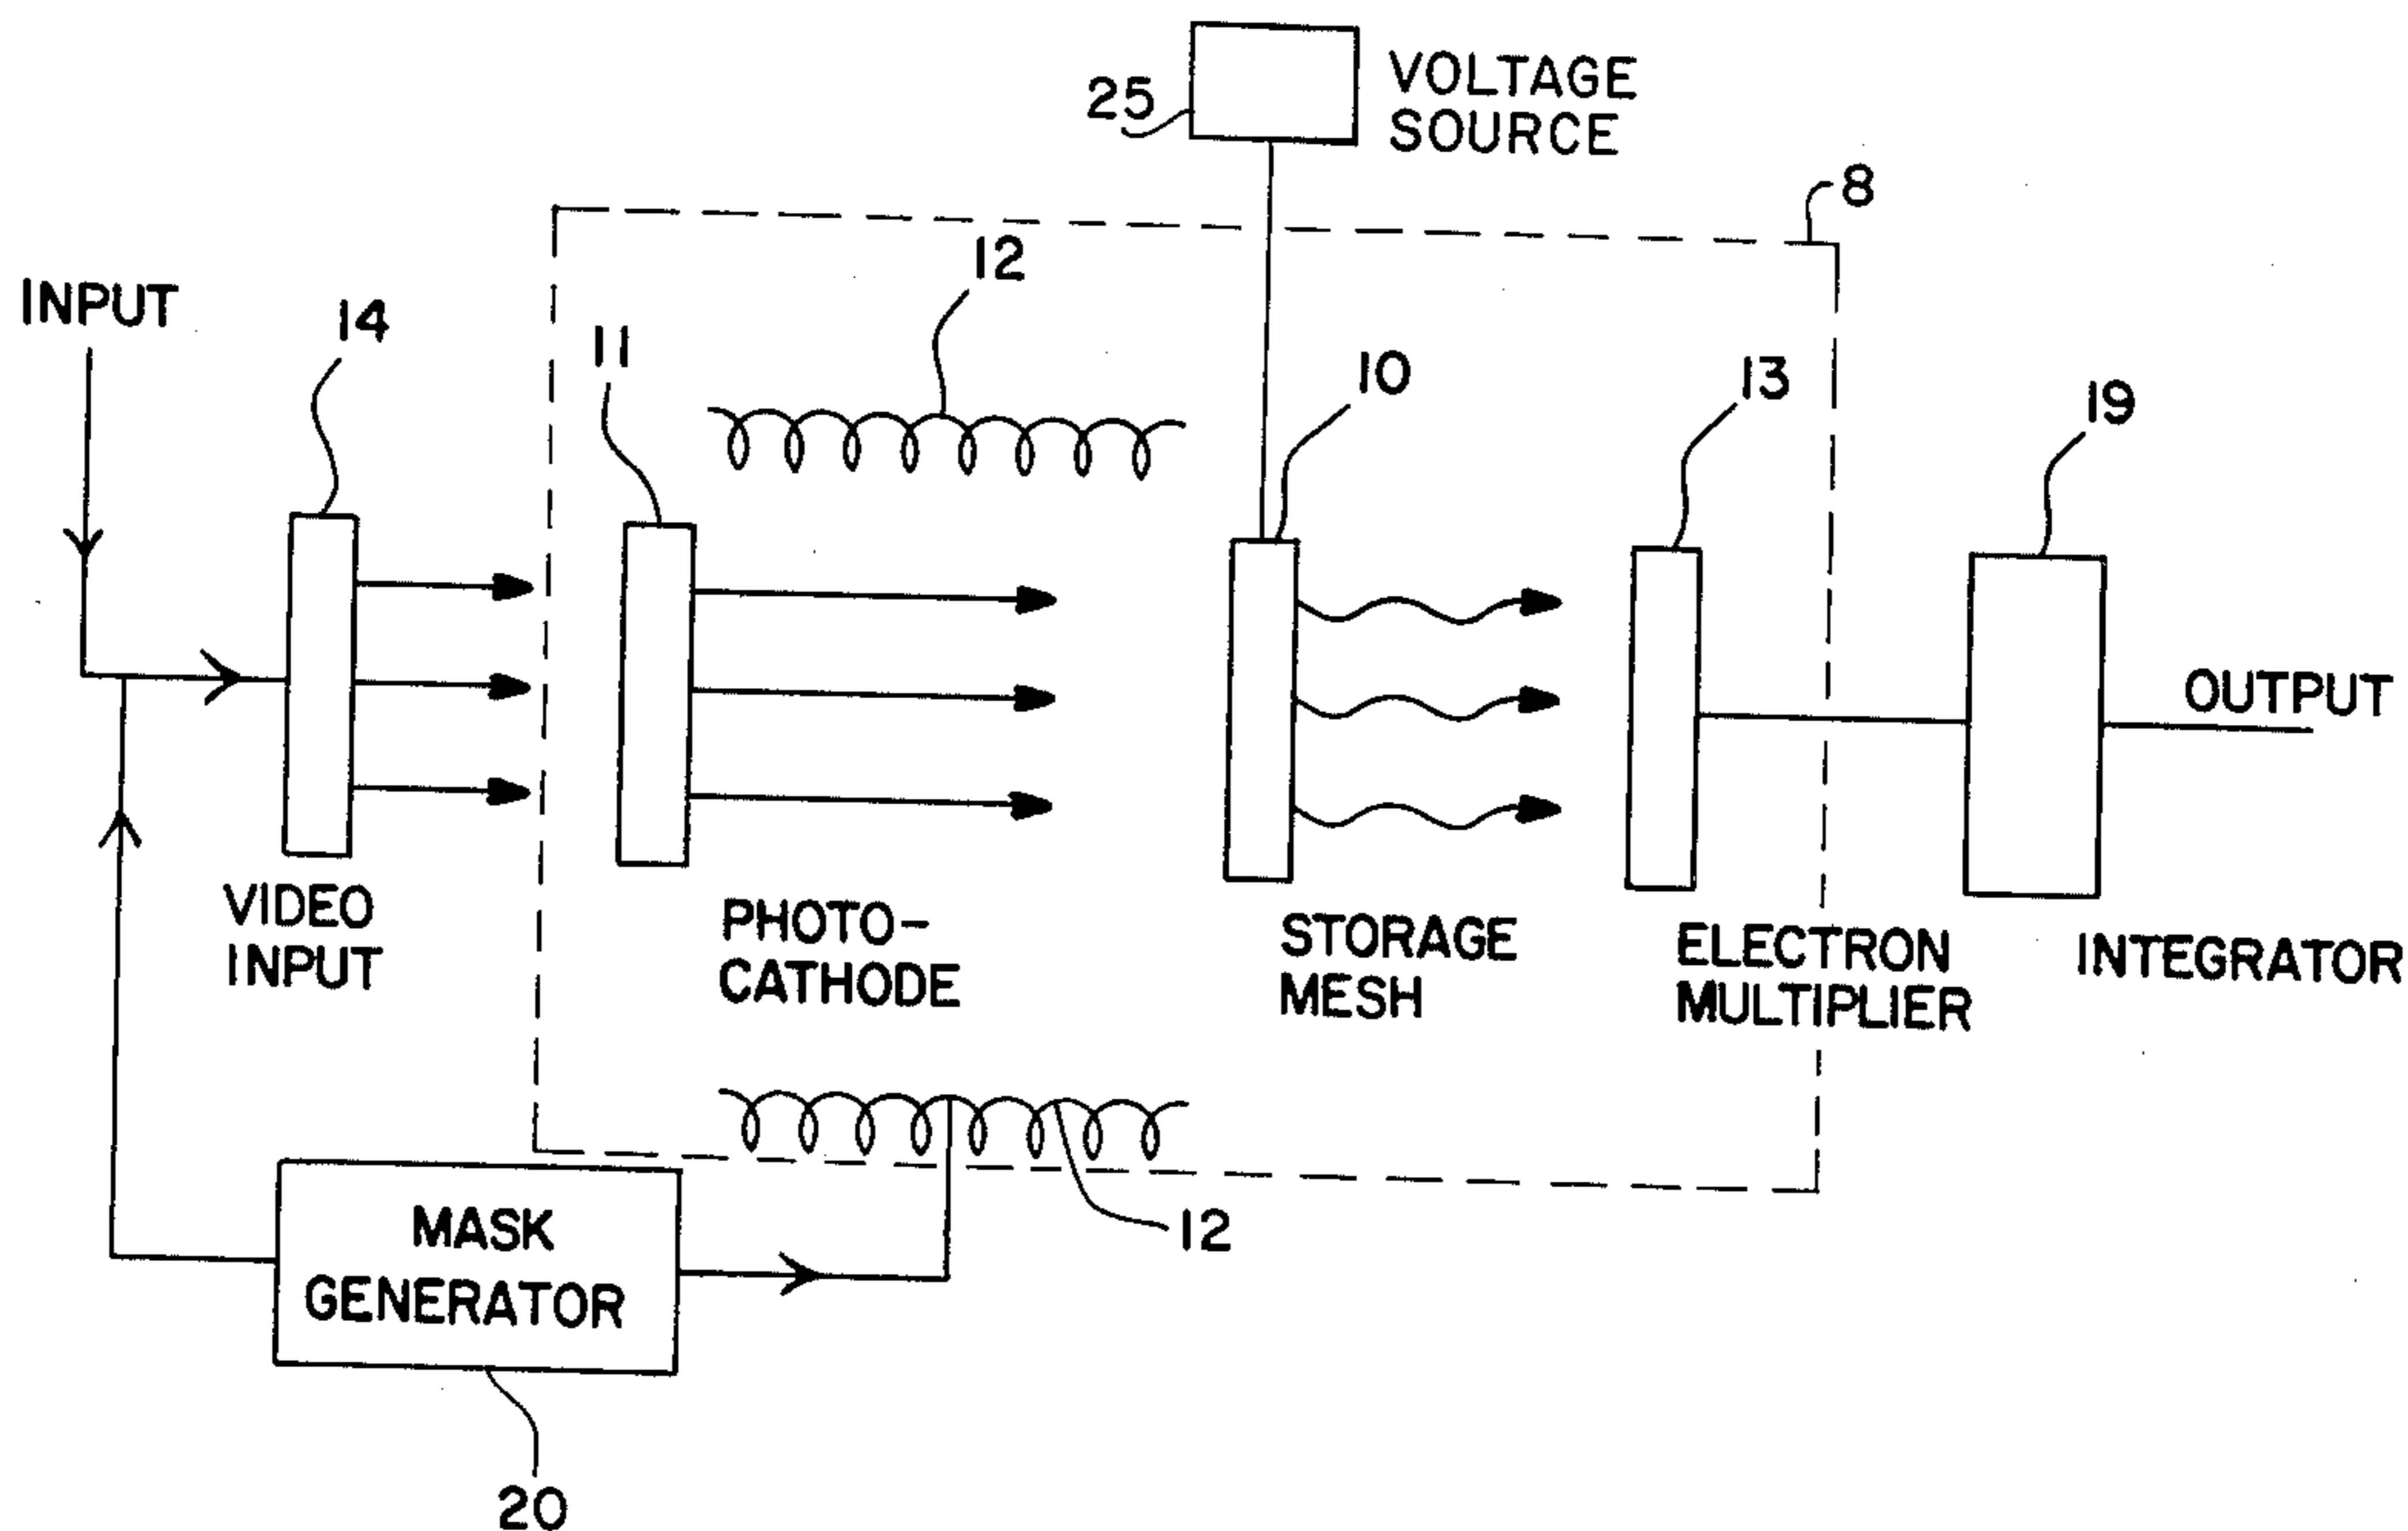 25
VOLTAGE
SOURCE
8
12
INPUT
14
11
10
13
19
OUTPUT
VIDEO
INPUT
PHOTO-
CATHODE
STORAGE
MESH
ELECTRON
MULTIPLIER
INTEGRATOR
MASK
GENERATOR
12
20